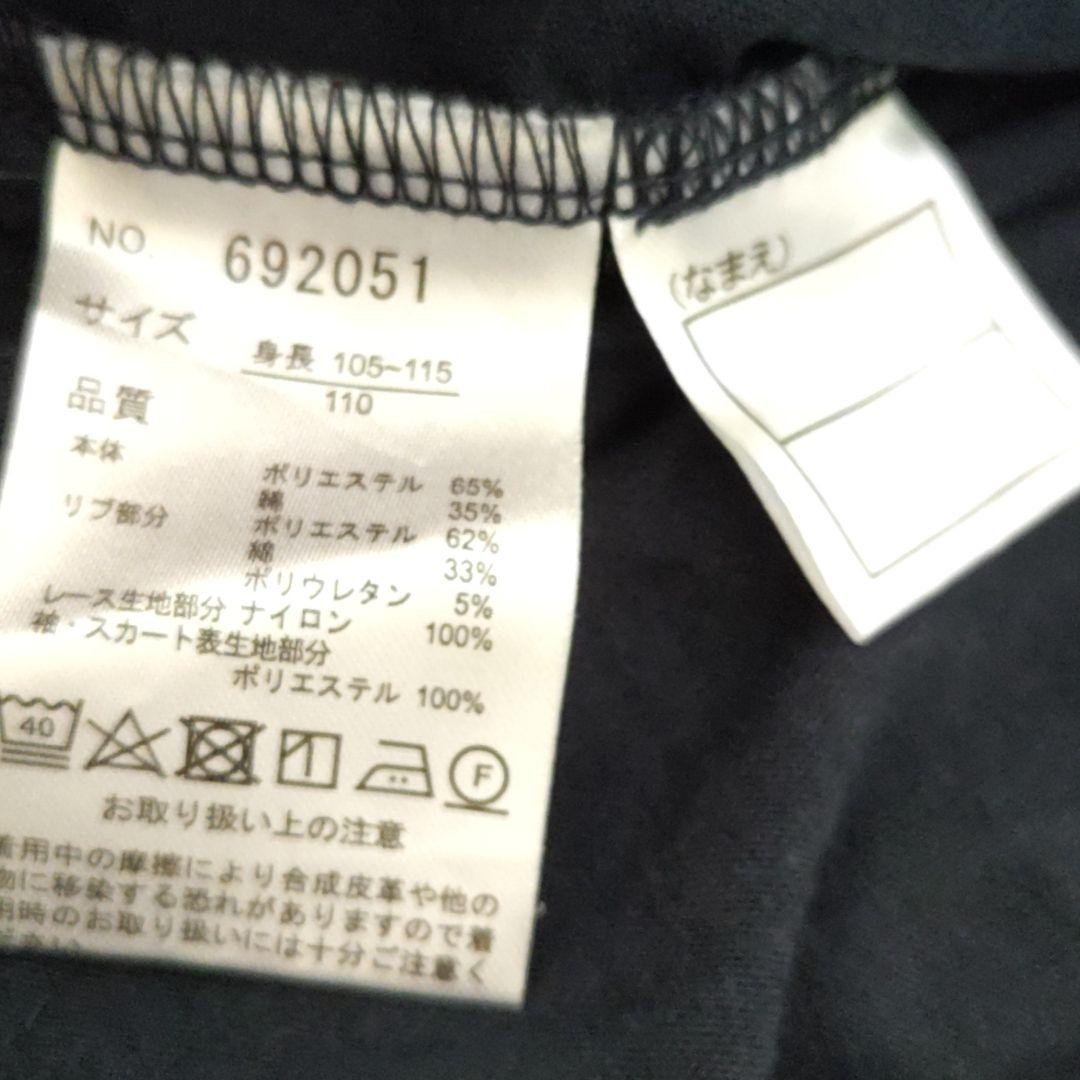 NO. 692051
サイズ
身長 105~115
110
品質
本体
ポリエステル 65%
綿 35%
リブ部分
ポリエステル 62%
綿 33%
ポリウレタン 5%
レース生地部分 ナイロン 100%
袖・スカート表生地部分
ポリエステル 100%
40
F
お取り扱い上の注意
着用中の摩擦により合成皮革や他の
物に移染する恐れがありますので着
用時のお取り扱いには十分ご注意く
(なまえ)